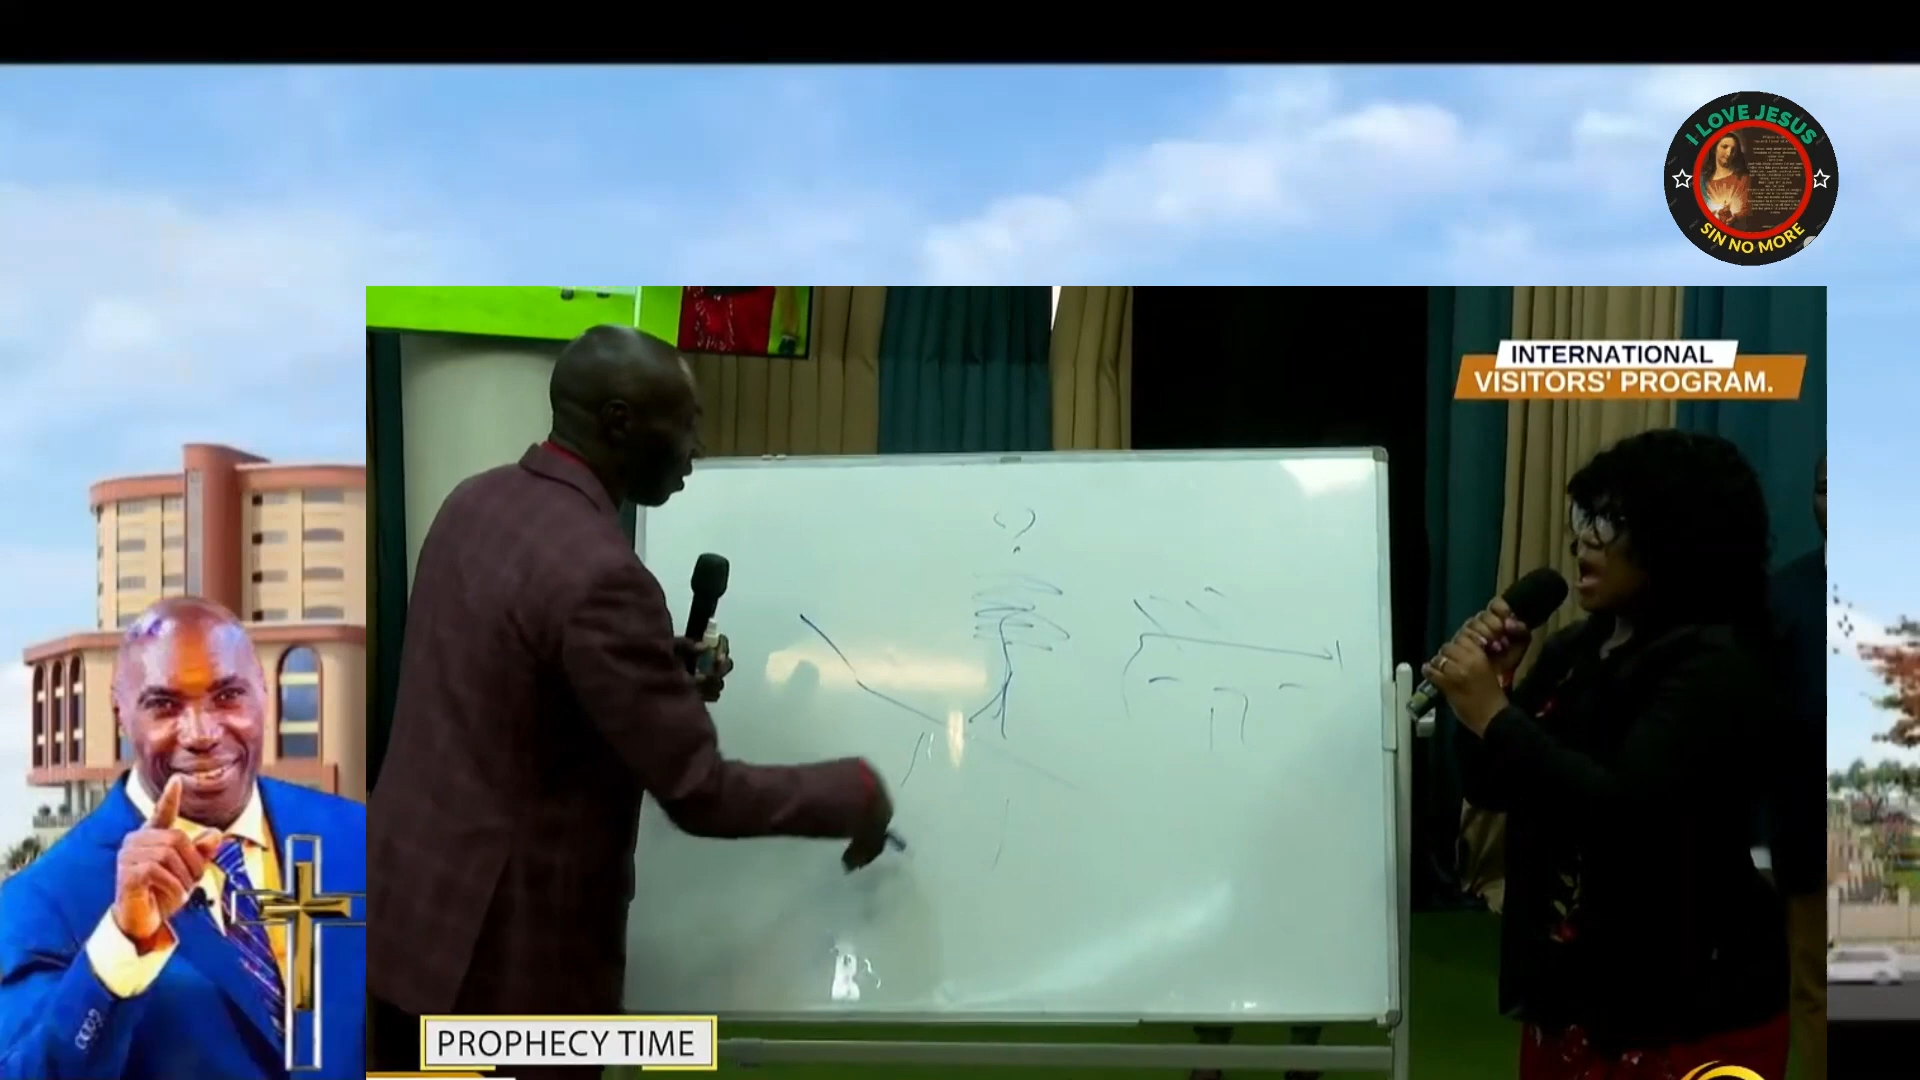 I LOVE JESUS
SIN NO MORE
INTERNATIONAL
VISITORS' PROGRAM.
PROPHECY TIME